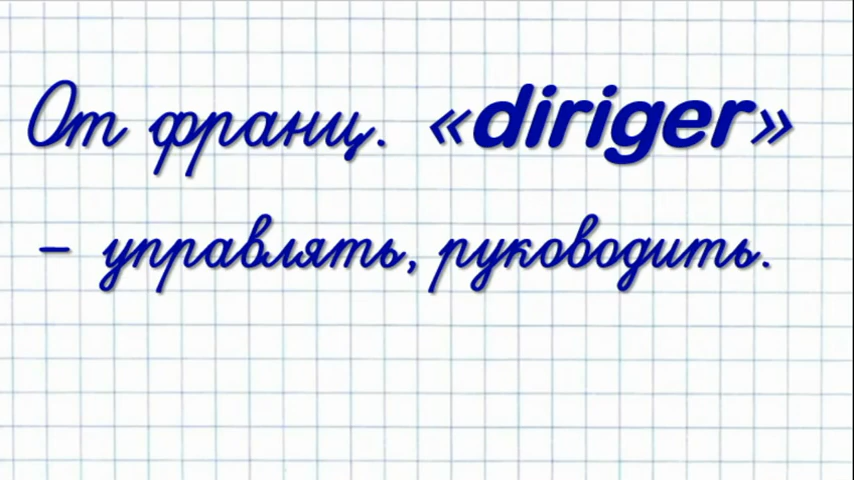 От франц. «diriger»
– управлять, руководить.